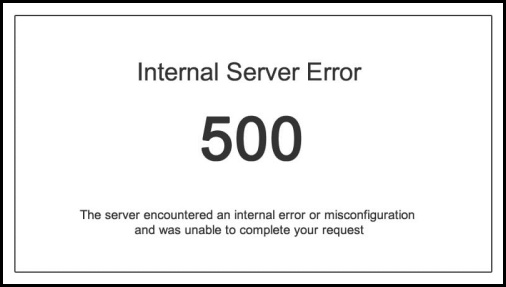 Internal Server Error
500
The server encountered an internal error or misconfiguration
and was unable to complete your request